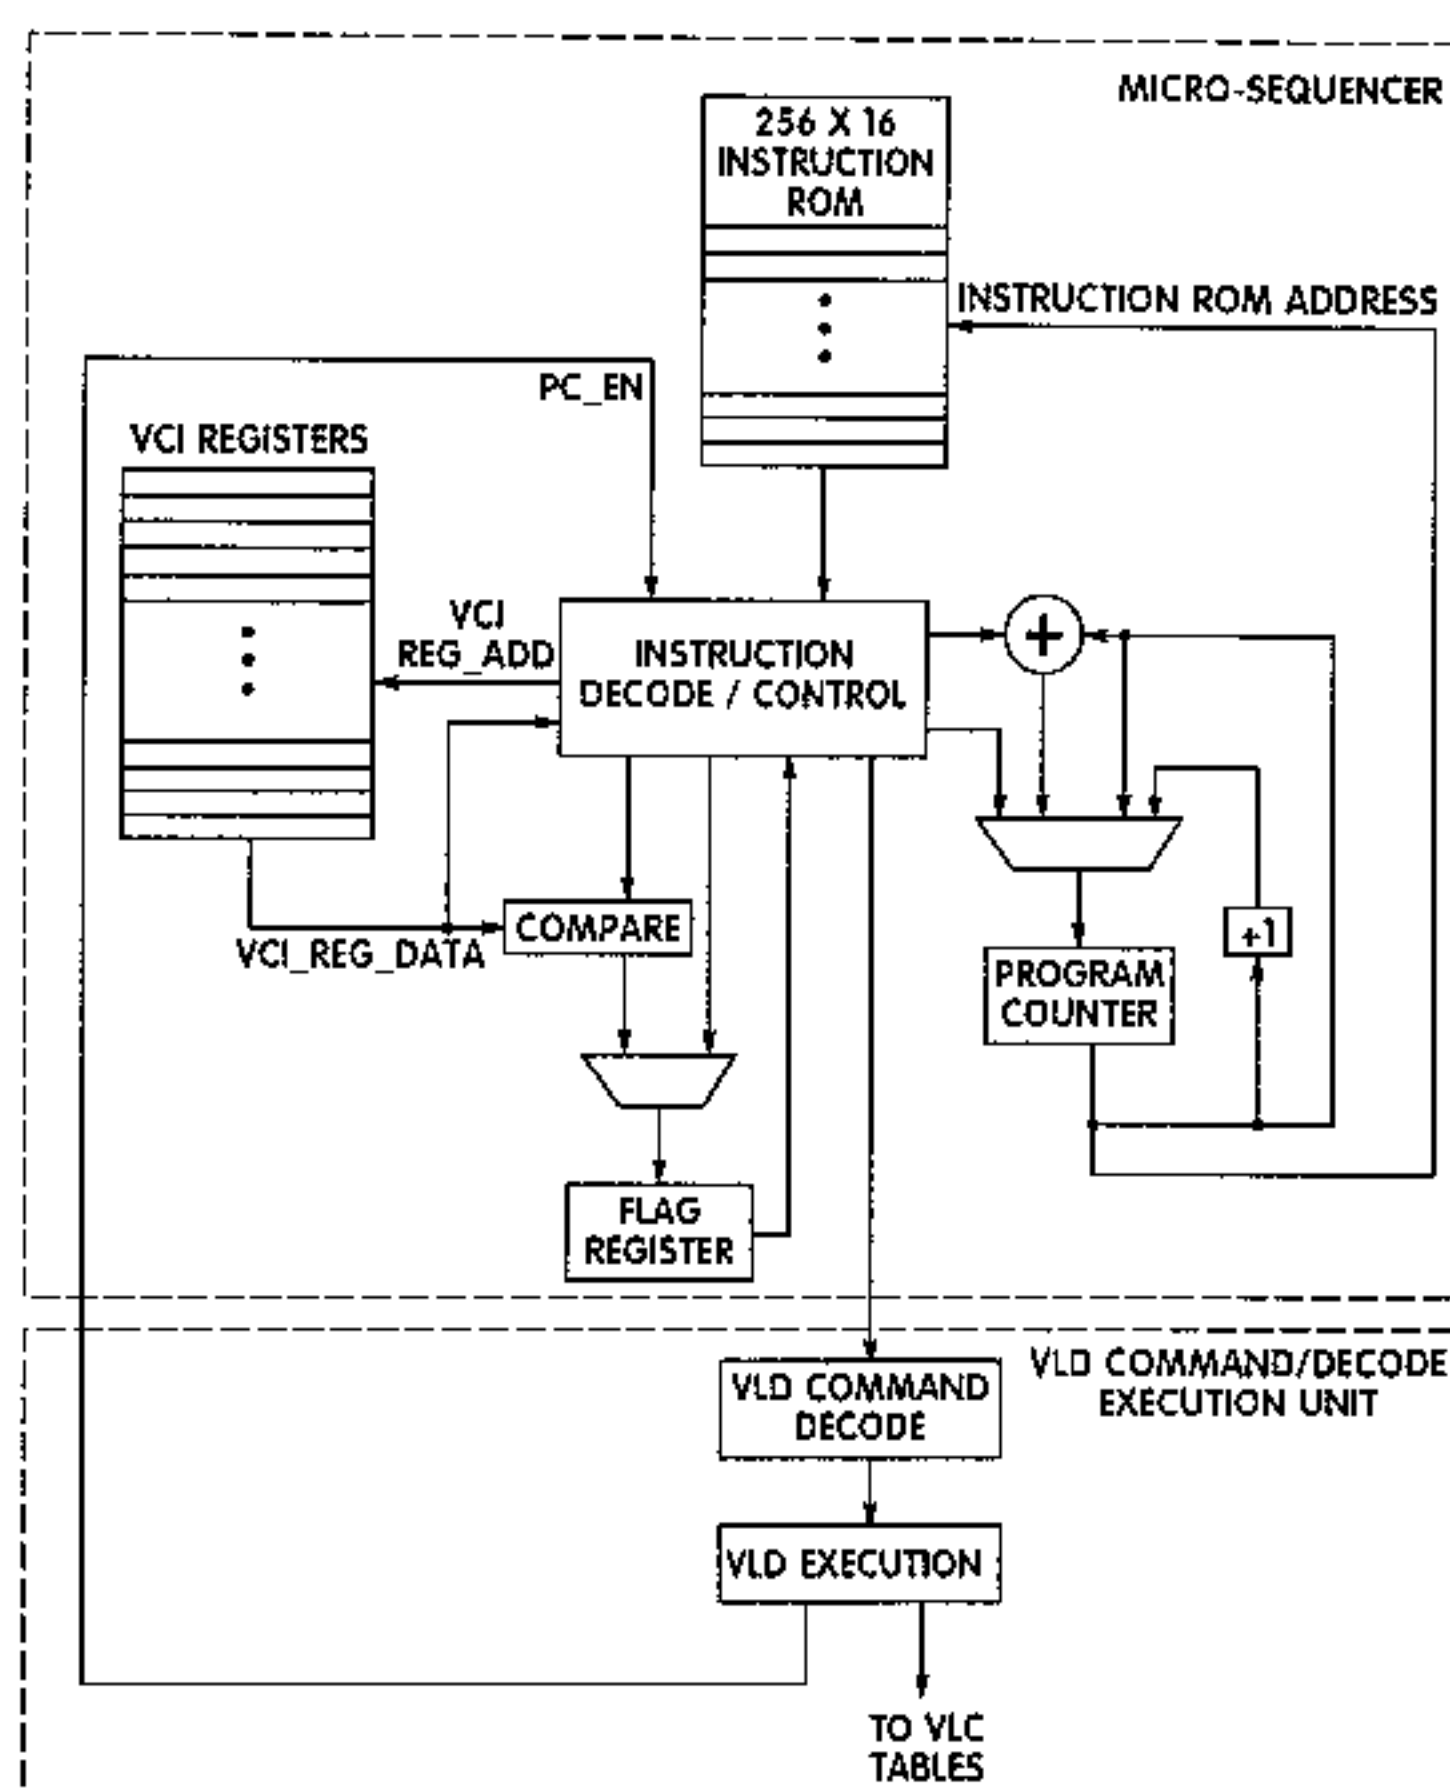 MICRO-SEQUENCER
256 X 16
INSTRUCTION
ROM
INSTRUCTION ROM ADDRESS
PC_EN
VCI REGISTERS
VCI
REG_ADD
INSTRUCTION
DECODE / CONTROL
+
COMPARE
VCI_REG_DATA
+1
PROGRAM
COUNTER
FLAG
REGISTER
VLD COMMAND/DECODE
EXECUTION UNIT
VLD COMMAND
DECODE
VLD EXECUTION
TO VLC
TABLES